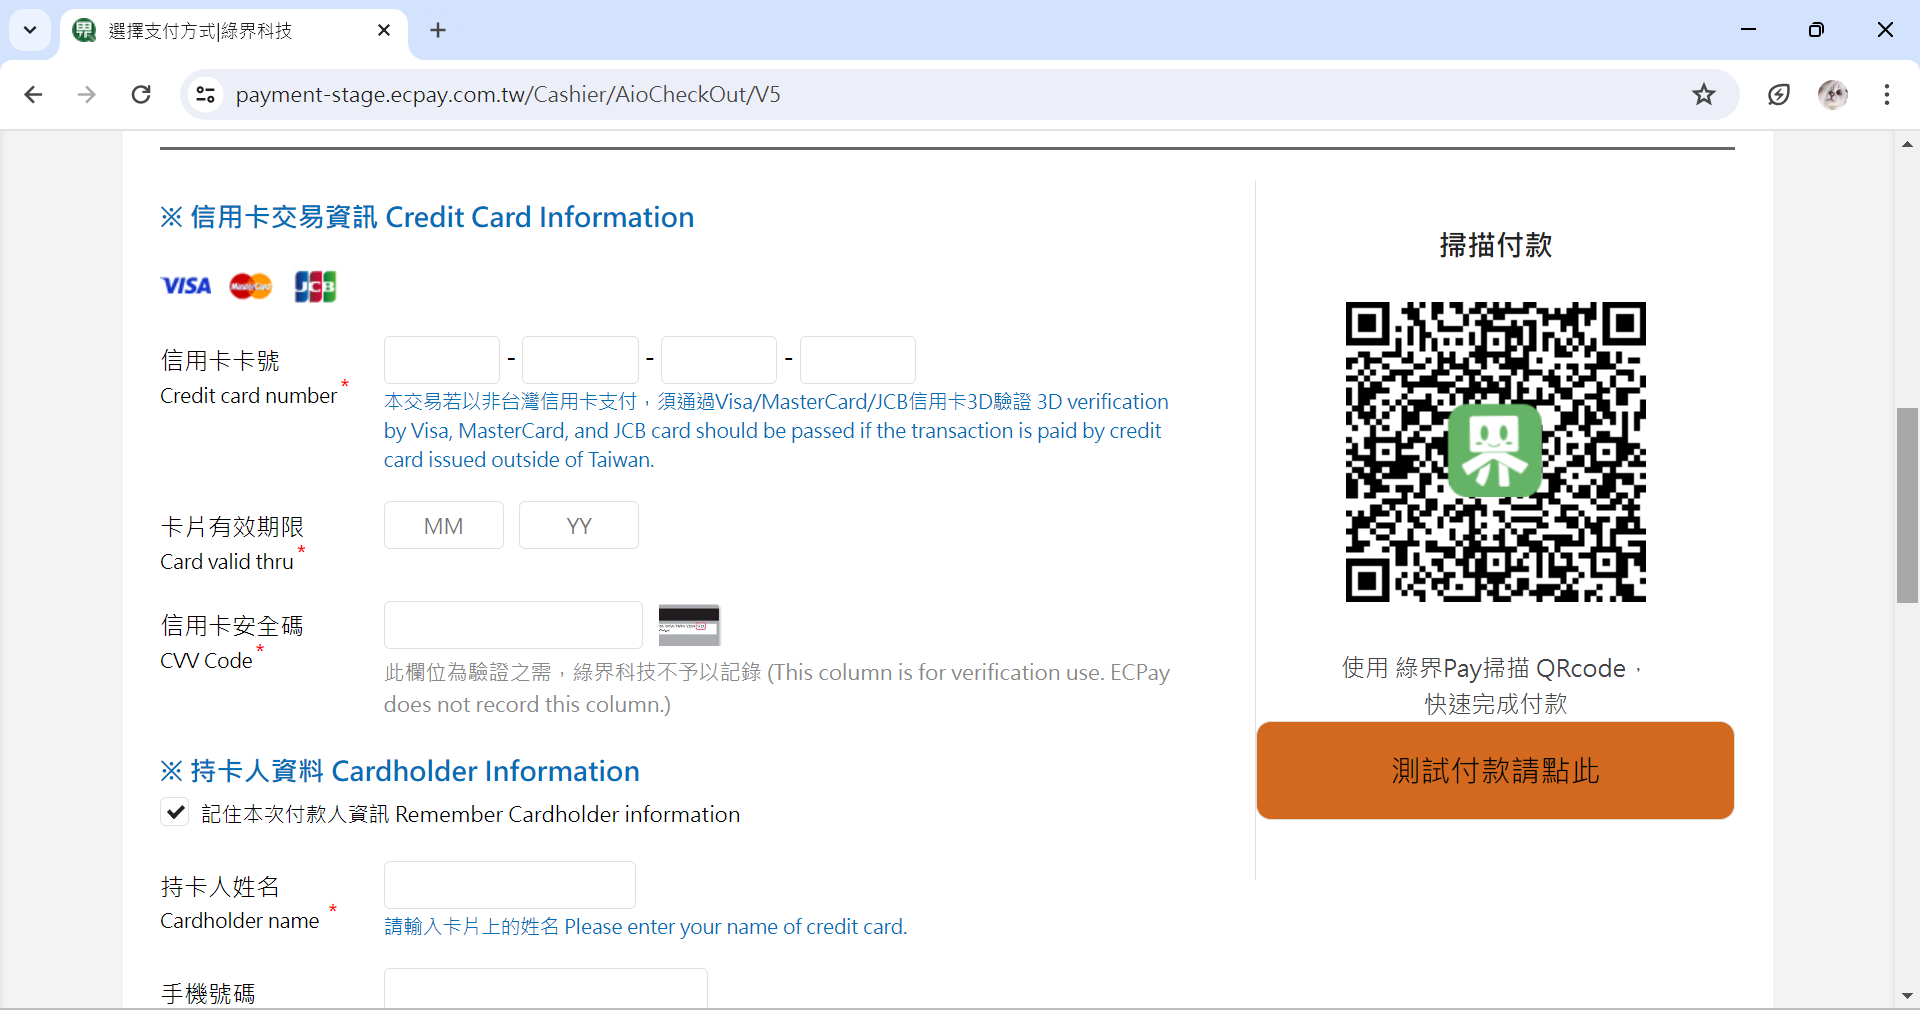 選擇支付方式|綠界科技
payment-stage.ecpay.com.tw/Cashier/AioCheckOut/V5
※ 信用卡交易資訊 Credit Card Information
VISA MasterCard JCB
信用卡卡號
Credit card number *
- - -
本交易若以非台灣信用卡支付，須通過Visa/MasterCard/JCB信用卡3D驗證 3D verification
by Visa, MasterCard, and JCB card should be passed if the transaction is paid by credit
card issued outside of Taiwan.
卡片有效期限
Card valid thru *
MM YY
信用卡安全碼
CVV Code *
此欄位為驗證之需，綠界科技不予以記錄 (This column is for verification use. ECPay
does not record this column.)
※ 持卡人資料 Cardholder Information
記住本次付款人資訊 Remember Cardholder information
持卡人姓名
Cardholder name *
請輸入卡片上的姓名 Please enter your name of credit card.
手機號碼
掃描付款
使用 綠界Pay掃描 QRcode，
快速完成付款
測試付款請點此